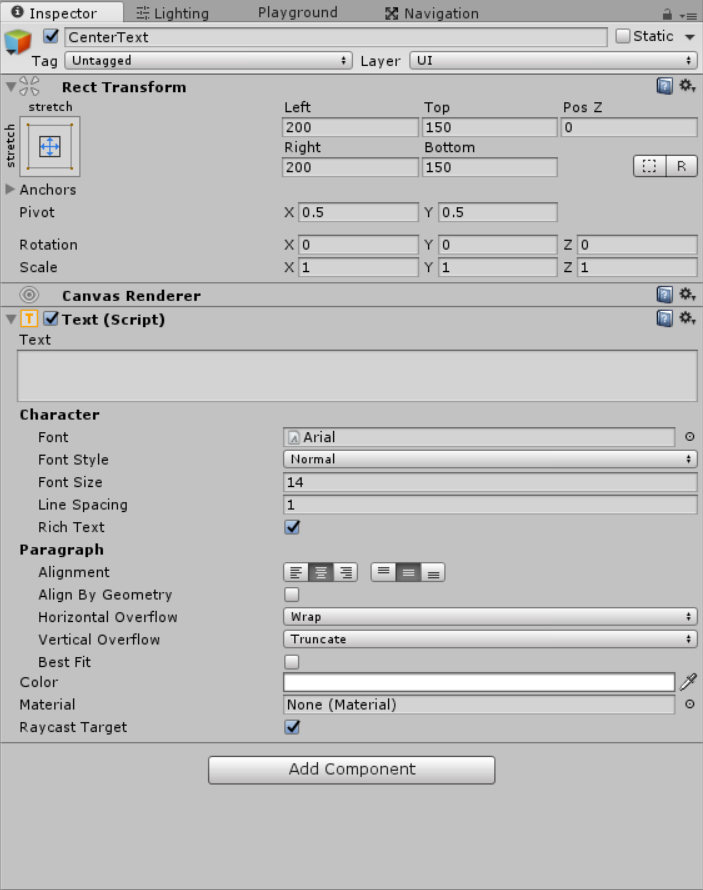 Inspector Lighting Playground Navigation
CenterText Static
Tag Untagged Layer UI
Rect Transform
stretch Left Top Pos Z
stretch 200 150 0
Right Bottom
200 150 R
Anchors
Pivot X 0.5 Y 0.5
Rotation X 0 Y 0 Z 0
Scale X 1 Y 1 Z 1
Canvas Renderer
T Text (Script)
Text
Character
Font Arial
Font Style Normal
Font Size 14
Line Spacing 1
Rich Text
Paragraph
Alignment
Align By Geometry
Horizontal Overflow Wrap
Vertical Overflow Truncate
Best Fit
Color
Material None (Material)
Raycast Target
Add Component